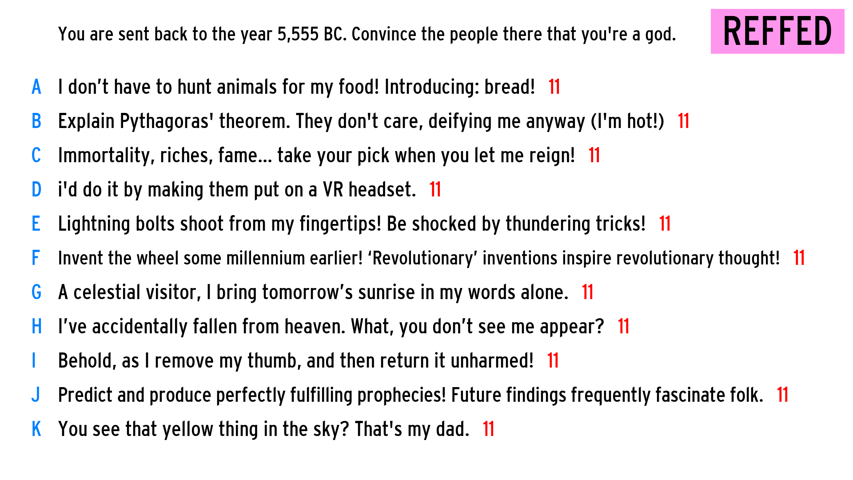 You are sent back to the year 5,555 BC. Convince the people there that you're a god.
REFFED
A I don’t have to hunt animals for my food! Introducing: bread! 11
B Explain Pythagoras' theorem. They don't care, deifying me anyway (I'm hot!) 11
C Immortality, riches, fame... take your pick when you let me reign! 11
D i'd do it by making them put on a VR headset. 11
E Lightning bolts shoot from my fingertips! Be shocked by thundering tricks! 11
F Invent the wheel some millennium earlier! ‘Revolutionary’ inventions inspire revolutionary thought! 11
G A celestial visitor, I bring tomorrow’s sunrise in my words alone. 11
H I’ve accidentally fallen from heaven. What, you don’t see me appear? 11
I Behold, as I remove my thumb, and then return it unharmed! 11
J Predict and produce perfectly fulfilling prophecies! Future findings frequently fascinate folk. 11
K You see that yellow thing in the sky? That's my dad. 11